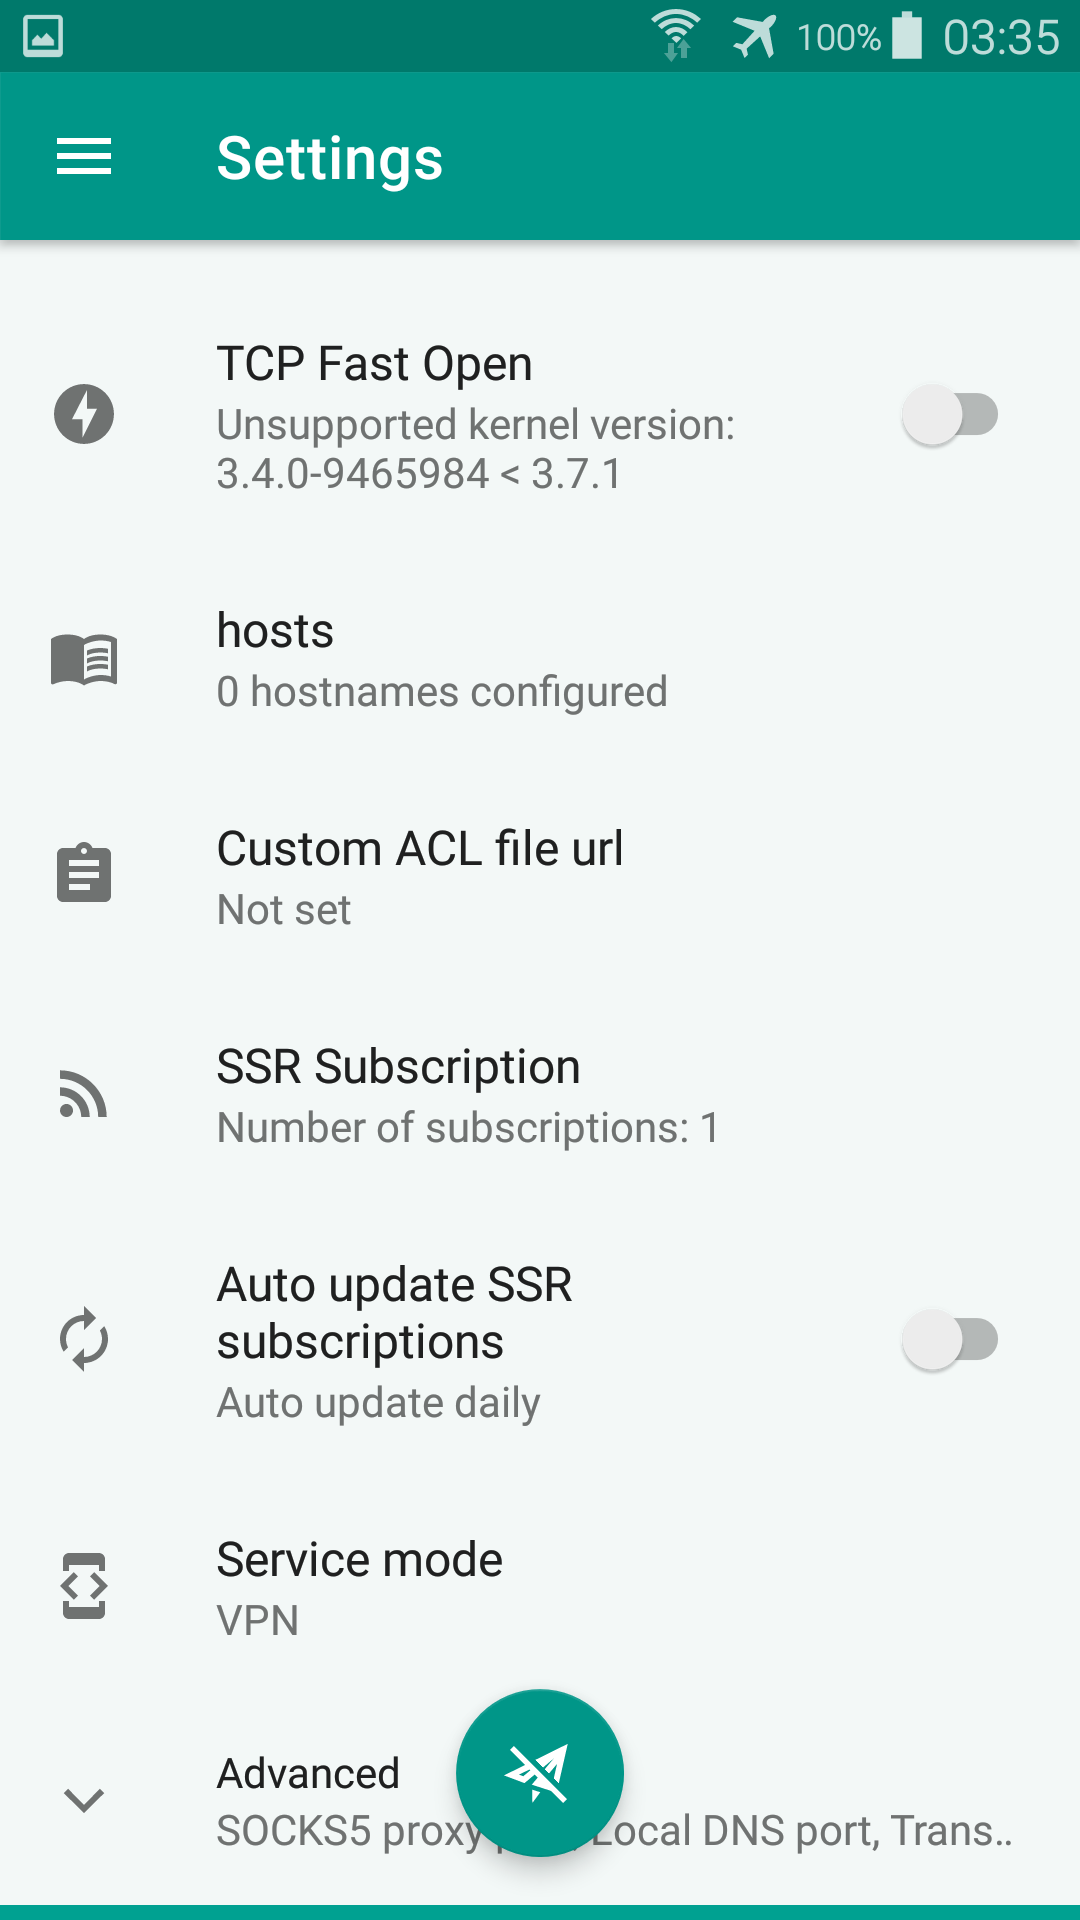 100% 03:35
Settings
TCP Fast Open
Unsupported kernel version:
3.4.0-9465984 < 3.7.1
hosts
0 hostnames configured
Custom ACL file url
Not set
SSR Subscription
Number of subscriptions: 1
Auto update SSR
subscriptions
Auto update daily
Service mode
VPN
Advanced
SOCKS5 proxy Local DNS port, Trans..